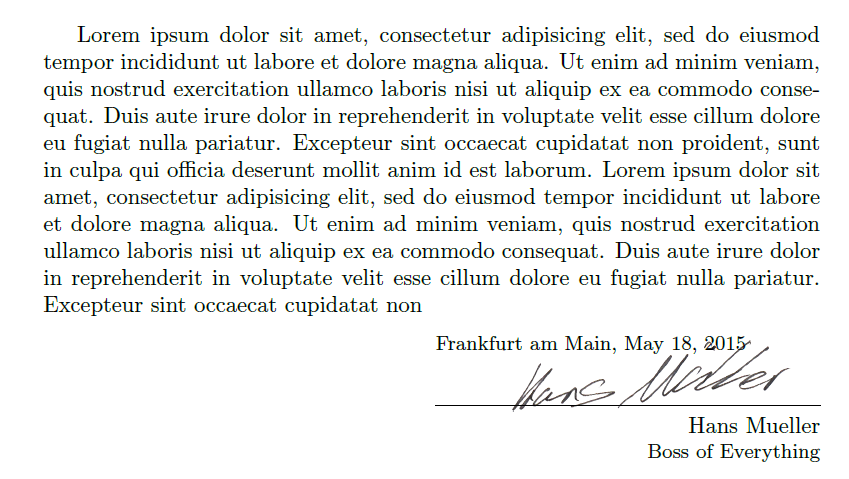 Lorem ipsum dolor sit amet, consectetur adipisicing elit, sed do eiusmod
tempor incididunt ut labore et dolore magna aliqua. Ut enim ad minim veniam,
quis nostrud exercitation ullamco laboris nisi ut aliquip ex ea commodo conse-
quat. Duis aute irure dolor in reprehenderit in voluptate velit esse cillum dolore
eu fugiat nulla pariatur. Excepteur sint occaecat cupidatat non proident, sunt
in culpa qui officia deserunt mollit anim id est laborum. Lorem ipsum dolor sit
amet, consectetur adipisicing elit, sed do eiusmod tempor incididunt ut labore
et dolore magna aliqua. Ut enim ad minim veniam, quis nostrud exercitation
ullamco laboris nisi ut aliquip ex ea commodo consequat. Duis aute irure dolor
in reprehenderit in voluptate velit esse cillum dolore eu fugiat nulla pariatur.
Excepteur sint occaecat cupidatat non
Frankfurt am Main, May 18, 2015
Hans Mueller
Hans Mueller
Boss of Everything